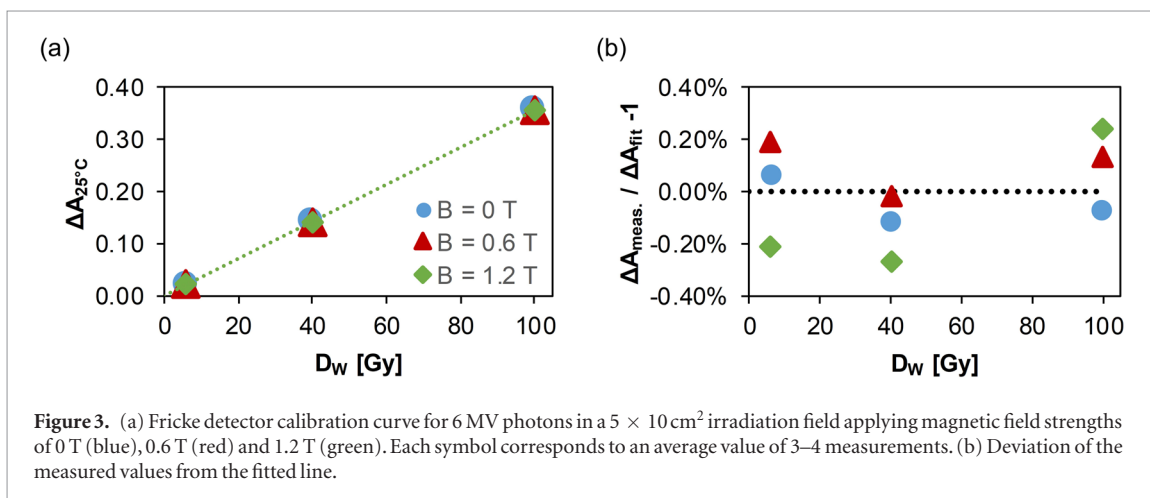 (a)
ΔA25°C
0.40
0.30
0.20
0.10
0.00
0 20 40 60 80 100
DW [Gy]
B = 0 T
B = 0.6 T
B = 1.2 T
(b)
ΔAmeas. / ΔAfit -1
0.40%
0.20%
0.00%
-0.20%
-0.40%
0 20 40 60 80 100
DW [Gy]
Figure 3. (a) Fricke detector calibration curve for 6 MV photons in a 5 × 10 cm² irradiation field applying magnetic field strengths
of 0 T (blue), 0.6 T (red) and 1.2 T (green). Each symbol corresponds to an average value of 3–4 measurements. (b) Deviation of the
measured values from the fitted line.